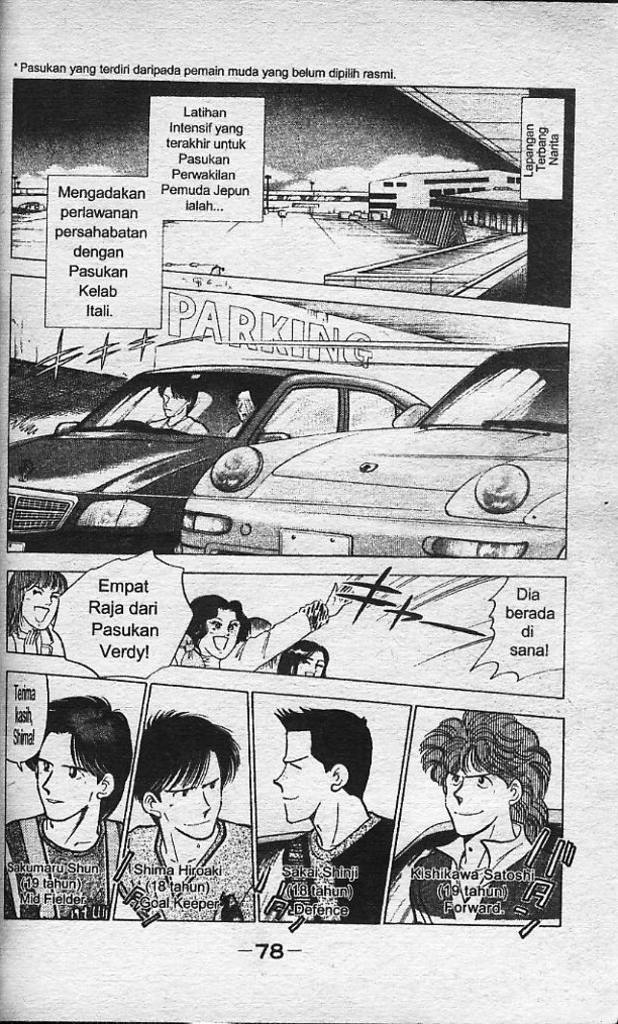 * Pasukan yang terdiri daripada pemain muda yang belum dipilih rasmi.
Lapangan
Terbang
Narita
Latihan
Intensif yang
terakhir untuk
Pasukan
Perwakilan
Pemuda Jepun
ialah...
Mengadakan
perlawanan
persahabatan
dengan
Pasukan
Kelab
Itali.
PARKING
Empat
Raja dari
Pasukan
Verdy!
Dia
berada
di
sana!
Terima
kasih,
Shima!
Sakumaru Shun
(19 tahun)
Mid Fielder
Shima Hiroaki
(18 tahun)
Goal Keeper
Sakai Shinji
(18 tahun)
Defence
Kishikawa Satoshi
(19 tahun)
Forward.
バタン
-78-